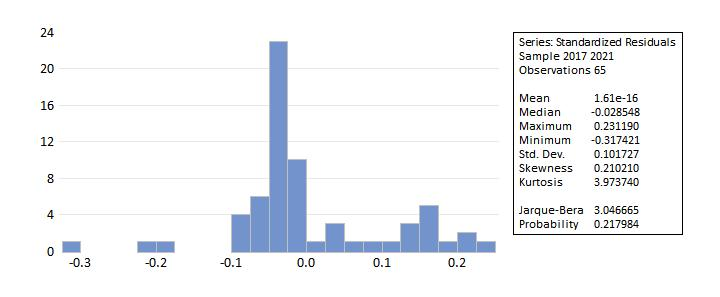 24
20
16
12
8
4
0
-0.3 -0.2 -0.1 0.0 0.1 0.2
Series: Standardized Residuals
Sample 2017 2021
Observations 65
Mean 1.61e-16
Median -0.028548
Maximum 0.231190
Minimum -0.317421
Std. Dev. 0.101727
Skewness 0.210210
Kurtosis 3.973740
Jarque-Bera 3.046665
Probability 0.217984